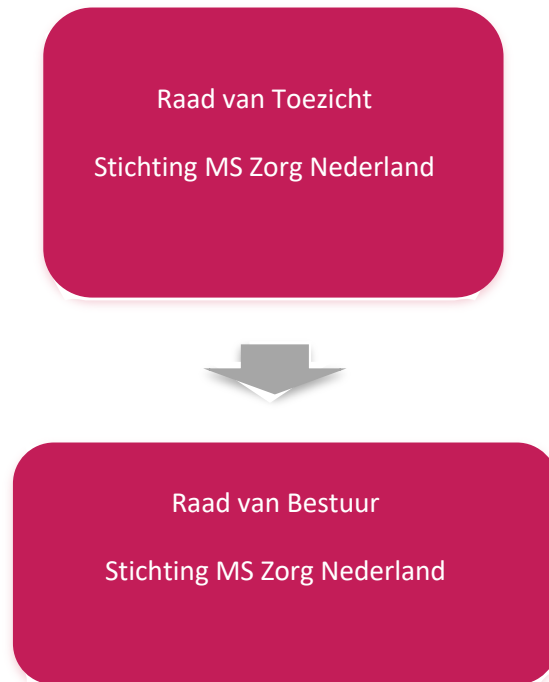 Raad van Toezicht
Stichting MS Zorg Nederland
Raad van Bestuur
Stichting MS Zorg Nederland